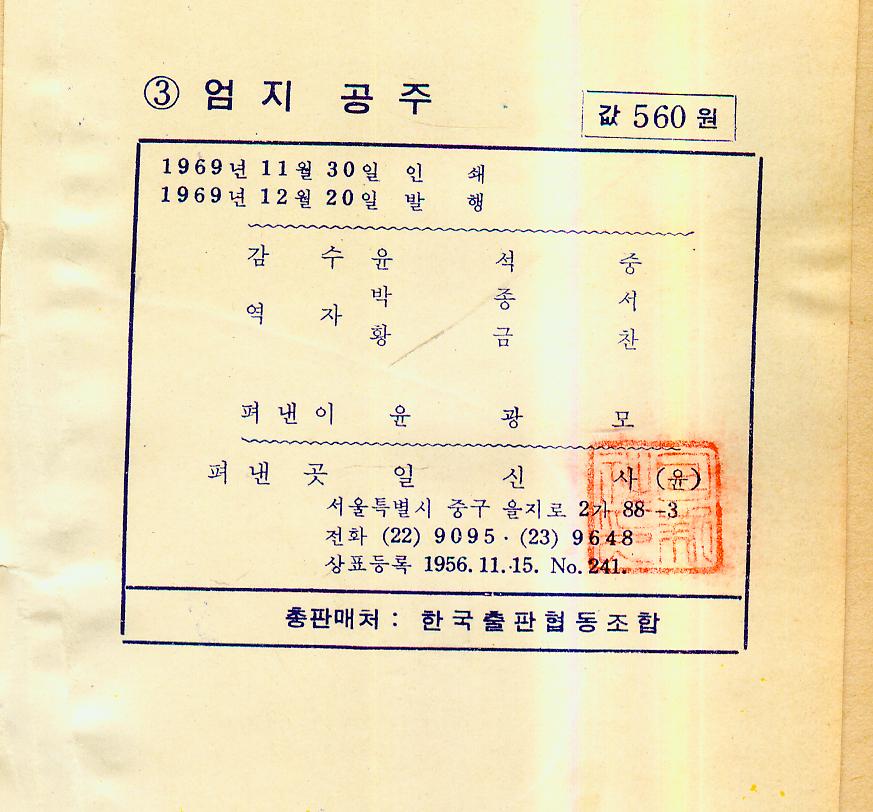 ③ 엄지 공주
값 560 원
1969년 11월 30일 인 쇄
1969년 12월 20일 발 행
감 수 윤 석 중
역 자 박 종 서
황 금 찬
펴 낸 이 윤 광 모
펴 낸 곳 일 신 사 (윤)
서울특별시 중구 을지로 2가 88-3
전화 (22) 9095 · (23) 9648
상표등록 1956. 11. 15. No. 241.
총판매처 : 한국출판협동조합